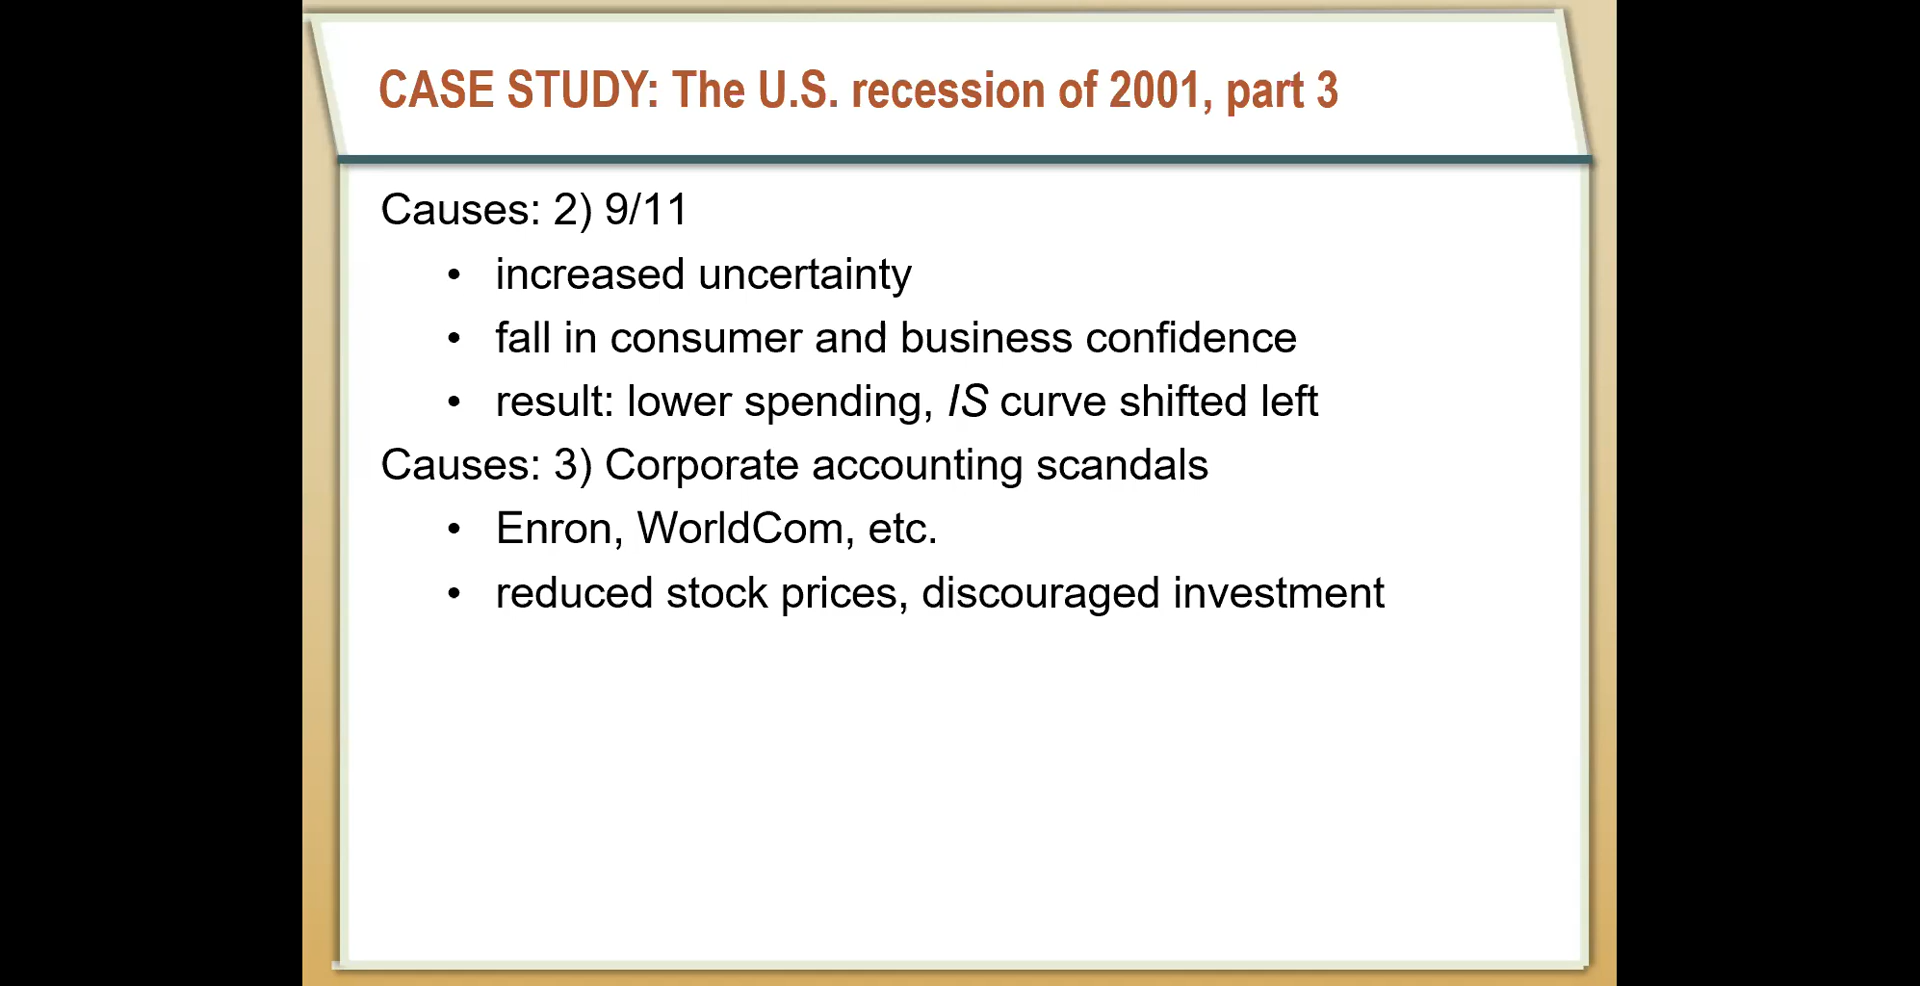 CASE STUDY: The U.S. recession of 2001, part 3
Causes: 2) 9/11
• increased uncertainty
• fall in consumer and business confidence
• result: lower spending, IS curve shifted left
Causes: 3) Corporate accounting scandals
• Enron, WorldCom, etc.
• reduced stock prices, discouraged investment